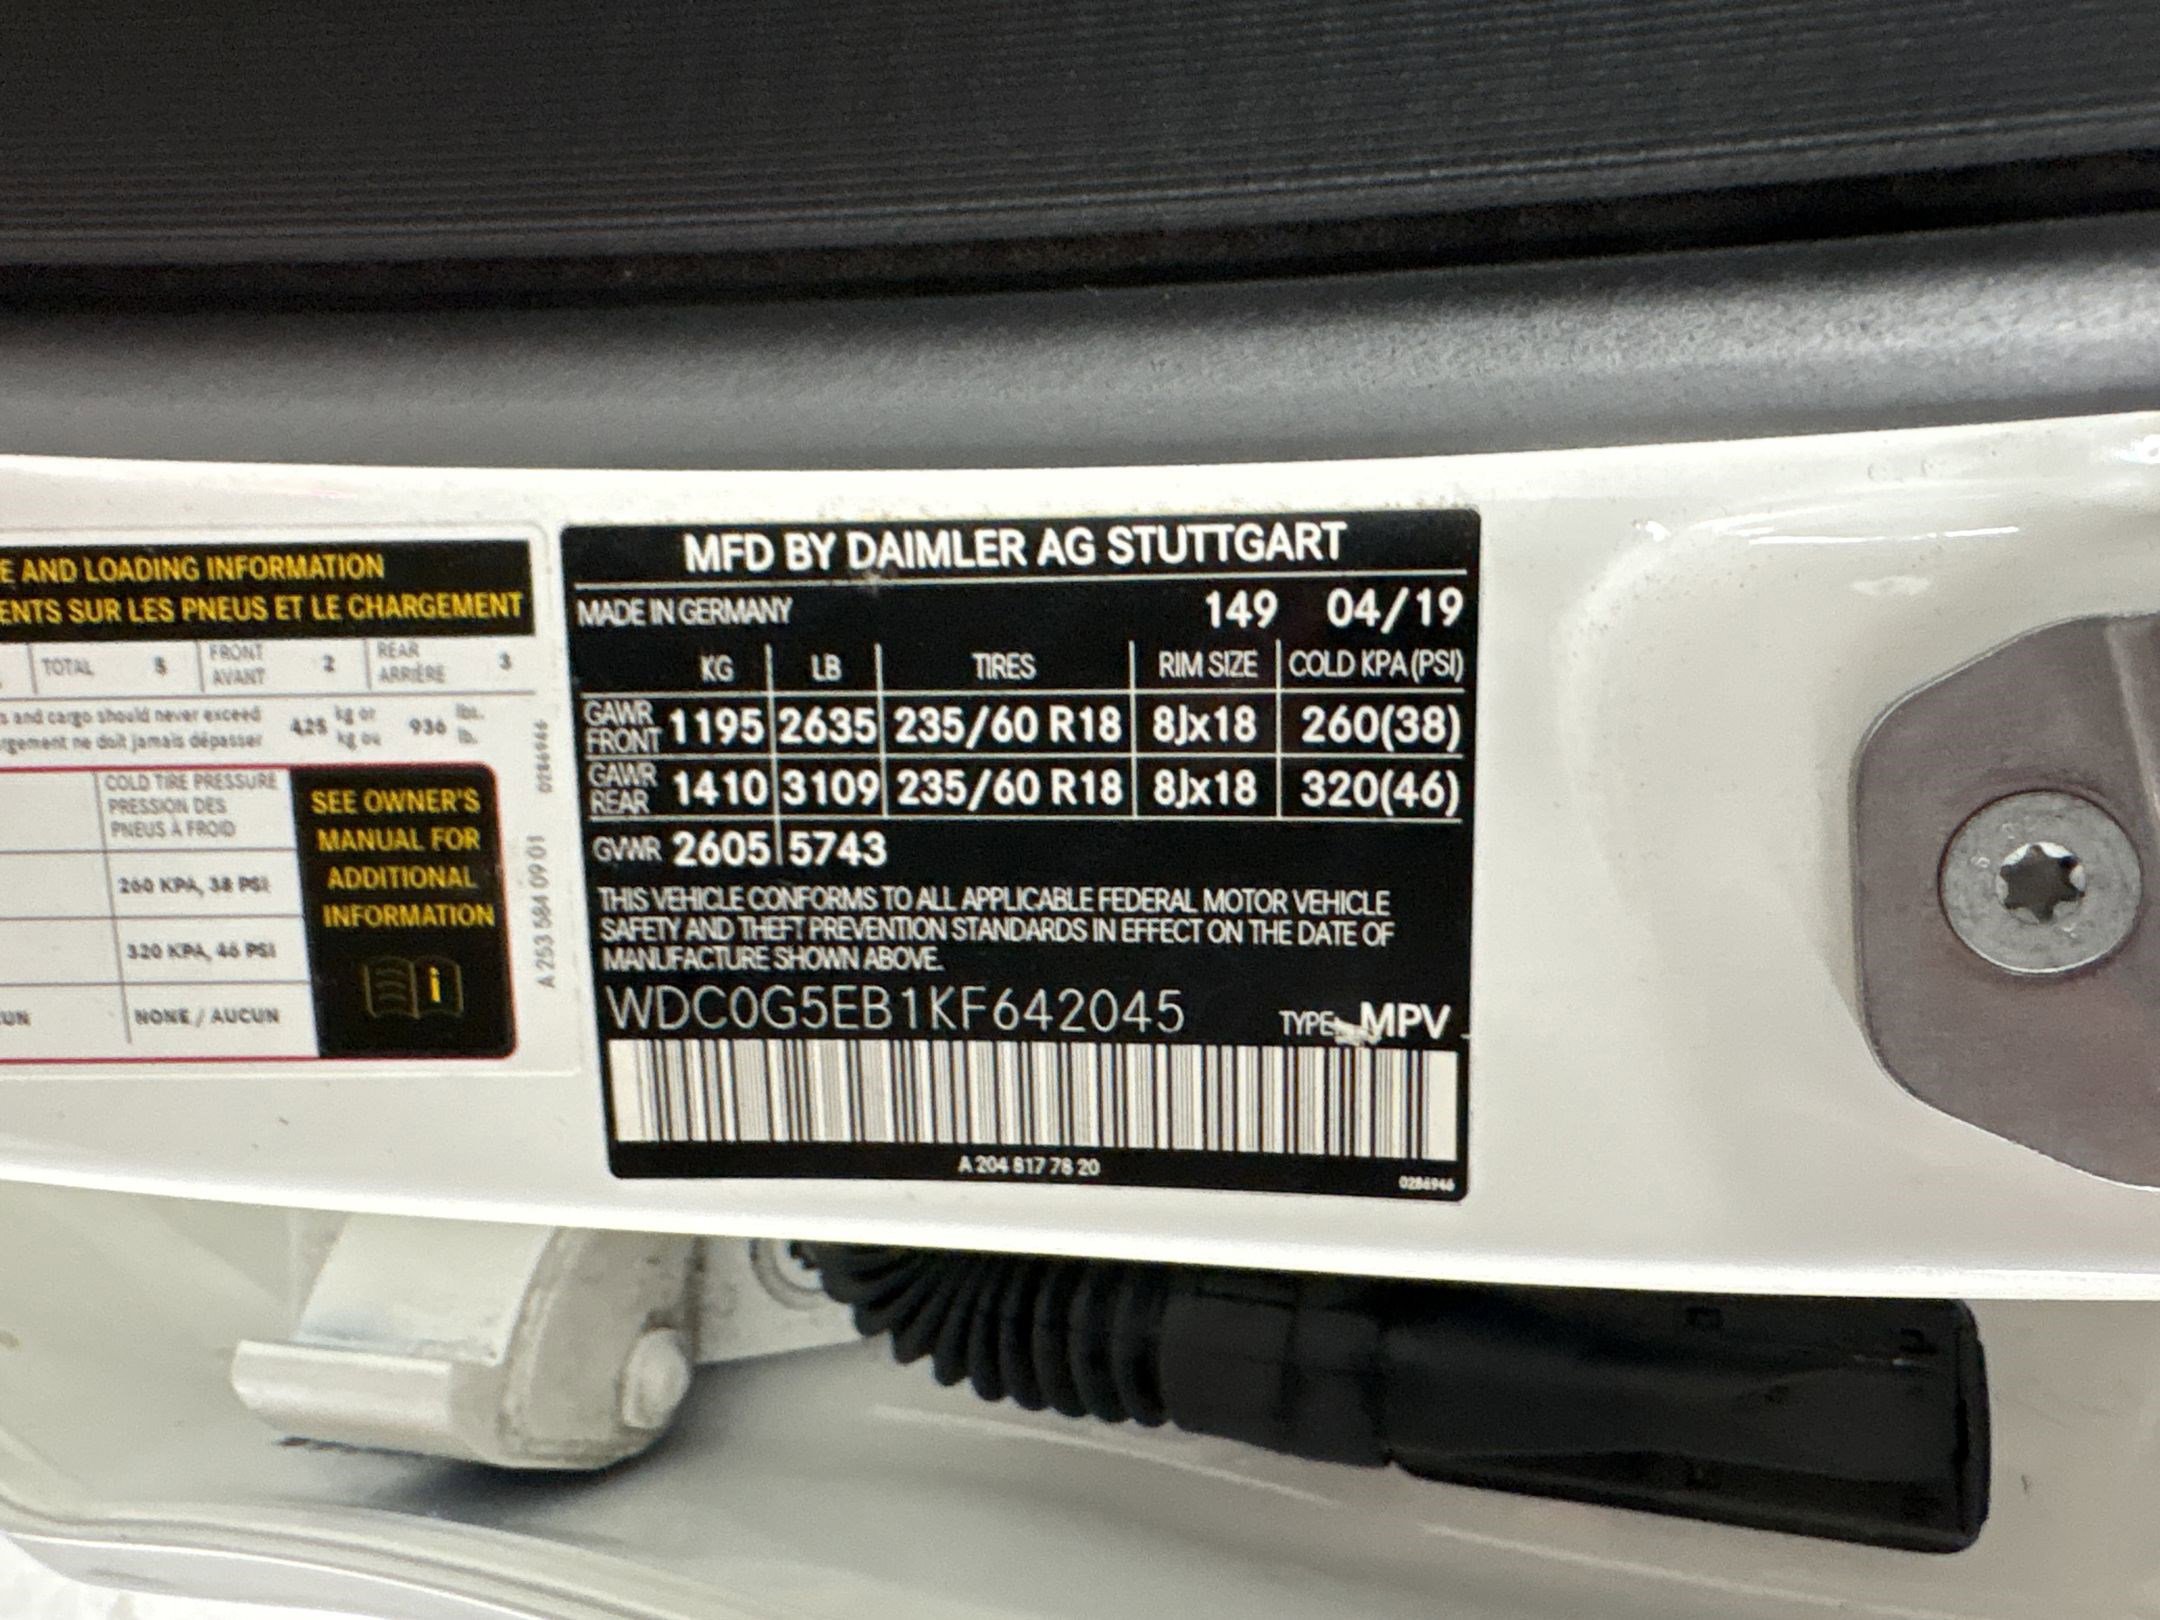 E AND LOADING INFORMATION
ENTS SUR LES PNEUS ET LE CHARGEMENT
TOTAL 5 FRONT 2 REAR 3
AVANT ARRIÈRE
s and cargo should never exceed 425 kg or 936 lbs.
rgement ne doit jamais dépasser kg ou lb.
COLD TIRE PRESSURE
PRESSION DES
PNEUS À FROID
260 KPA, 38 PSI
320 KPA, 46 PSI
UN NONE / AUCUN
SEE OWNER'S
MANUAL FOR
ADDITIONAL
INFORMATION
i
A 253 584 09 01 0286946
MFD BY DAIMLER AG STUTTGART
MADE IN GERMANY 149 04/19
KG LB TIRES RIM SIZE COLD KPA (PSI)
GAWR FRONT 1195 2635 235/60 R18 8Jx18 260(38)
GAWR REAR 1410 3109 235/60 R18 8Jx18 320(46)
GVWR 2605 5743
THIS VEHICLE CONFORMS TO ALL APPLICABLE FEDERAL MOTOR VEHICLE
SAFETY AND THEFT PREVENTION STANDARDS IN EFFECT ON THE DATE OF
MANUFACTURE SHOWN ABOVE.
WDC0G5EB1KF642045 TYPE: MPV
A 204 817 78 20
0286946